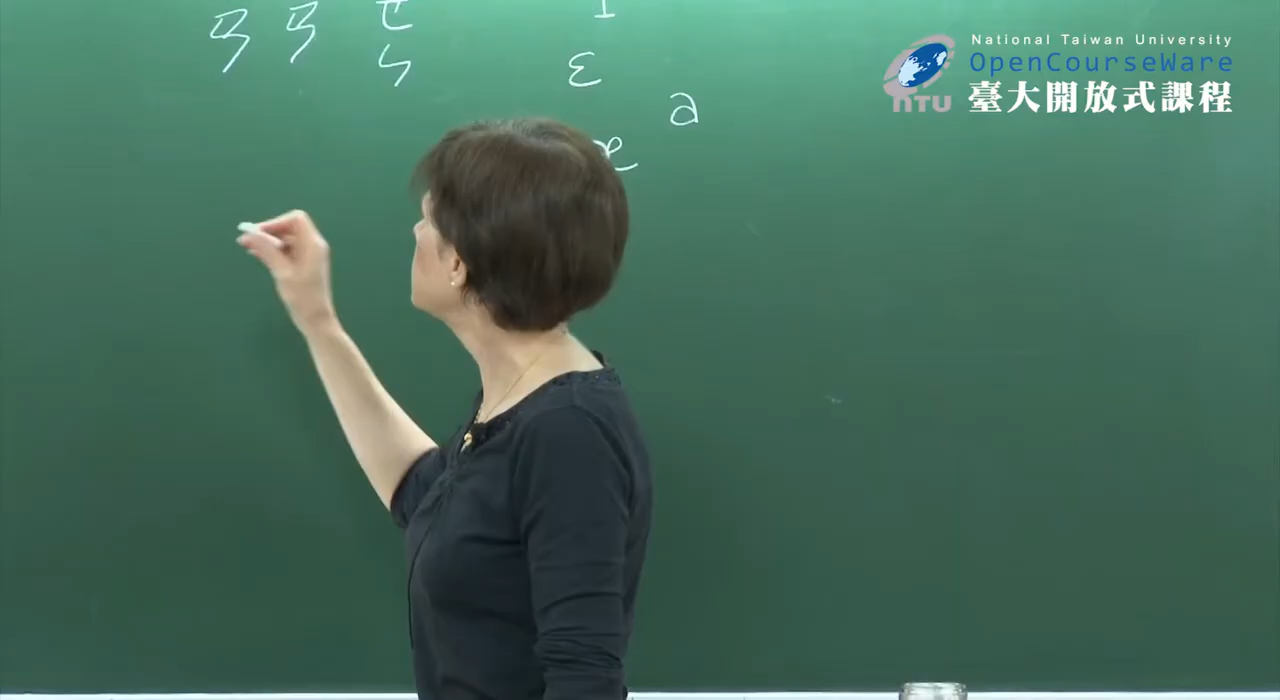 ㄢ ㄢ ㄝ I
ㄣ ɛ
a
æ
National Taiwan University
OpenCourseWare
NTU 臺大開放式課程